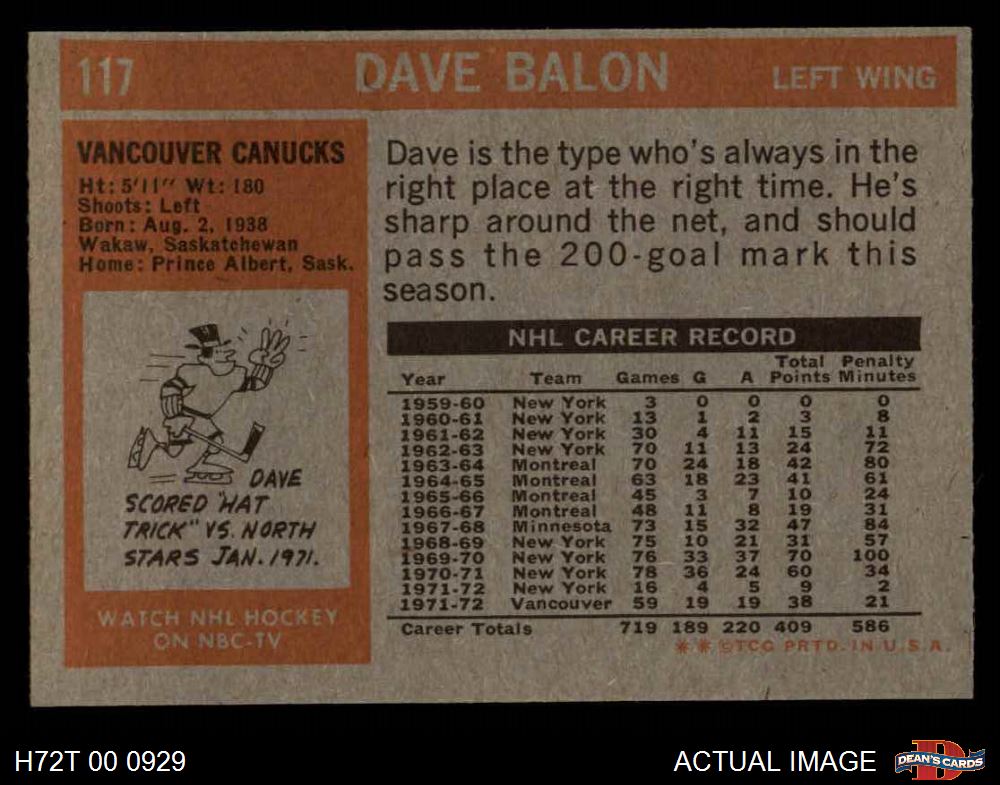 117 DAVE BALON LEFT WING
VANCOUVER CANUCKS
Ht: 5'11" Wt: 180
Shoots: Left
Born: Aug. 2, 1938
Wakaw, Saskatchewan
Home: Prince Albert, Sask.
DAVE
SCORED "HAT
TRICK" VS. NORTH
STARS JAN. 1971.
WATCH NHL HOCKEY
ON NBC-TV
Dave is the type who's always in the
right place at the right time. He's
sharp around the net, and should
pass the 200-goal mark this
season.
NHL CAREER RECORD
Total Penalty
Year Team Games G A Points Minutes
1959-60 New York 3 0 0 0 0
1960-61 New York 13 1 2 3 8
1961-62 New York 30 4 11 15 11
1962-63 New York 70 11 13 24 72
1963-64 Montreal 70 24 18 42 80
1964-65 Montreal 63 18 23 41 61
1965-66 Montreal 45 3 7 10 24
1966-67 Montreal 48 11 8 19 31
1967-68 Minnesota 73 15 32 47 84
1968-69 New York 75 10 21 31 57
1969-70 New York 76 33 37 70 100
1970-71 New York 78 36 24 60 34
1971-72 New York 16 4 5 9 2
1971-72 Vancouver 59 19 19 38 21
Career Totals 719 189 220 409 586
**©TCG PRTD. IN U.S.A.
H72T 00 0929 ACTUAL IMAGE D DEAN'S CARDS